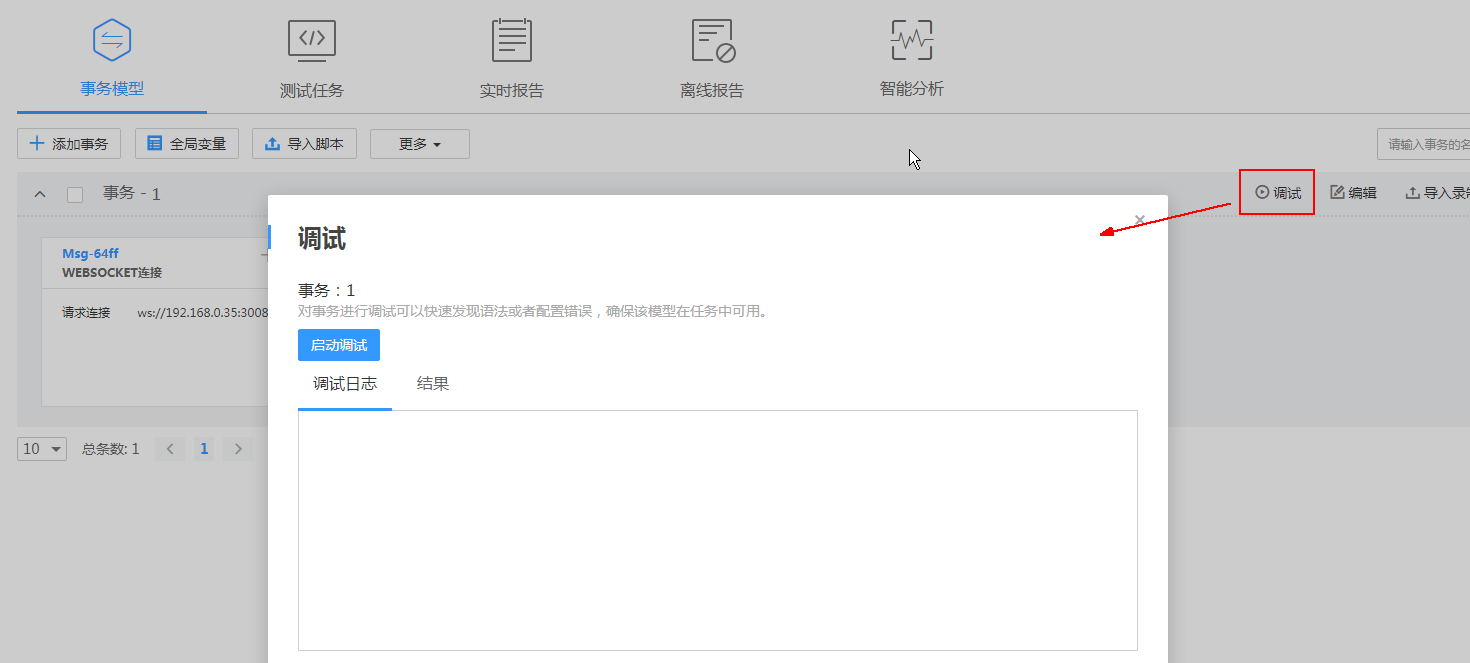 事务模型
测试任务
实时报告
离线报告
智能分析
添加事务
全局变量
导入脚本
更多
请输入事务的名
事务 - 1
调试
编辑
导入录制
Msg-64ff
WEBSOCKET连接
请求连接 ws://192.168.0.35:3008
调试
事务：1
对事务进行调试可以快速发现语法或者配置错误，确保该模型在任务中可用。
启动调试
调试日志
结果
10
总条数: 1
1